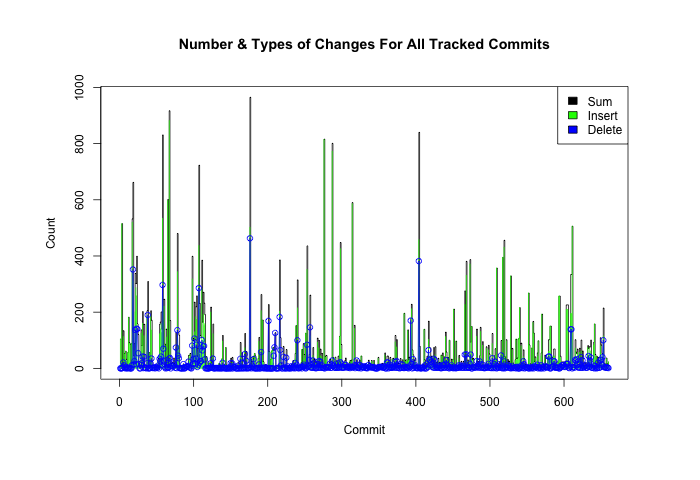 Number & Types of Changes For All Tracked Commits
1000
800
600
400
200
0
Count
Sum
Insert
Delete
0 100 200 300 400 500 600
Commit